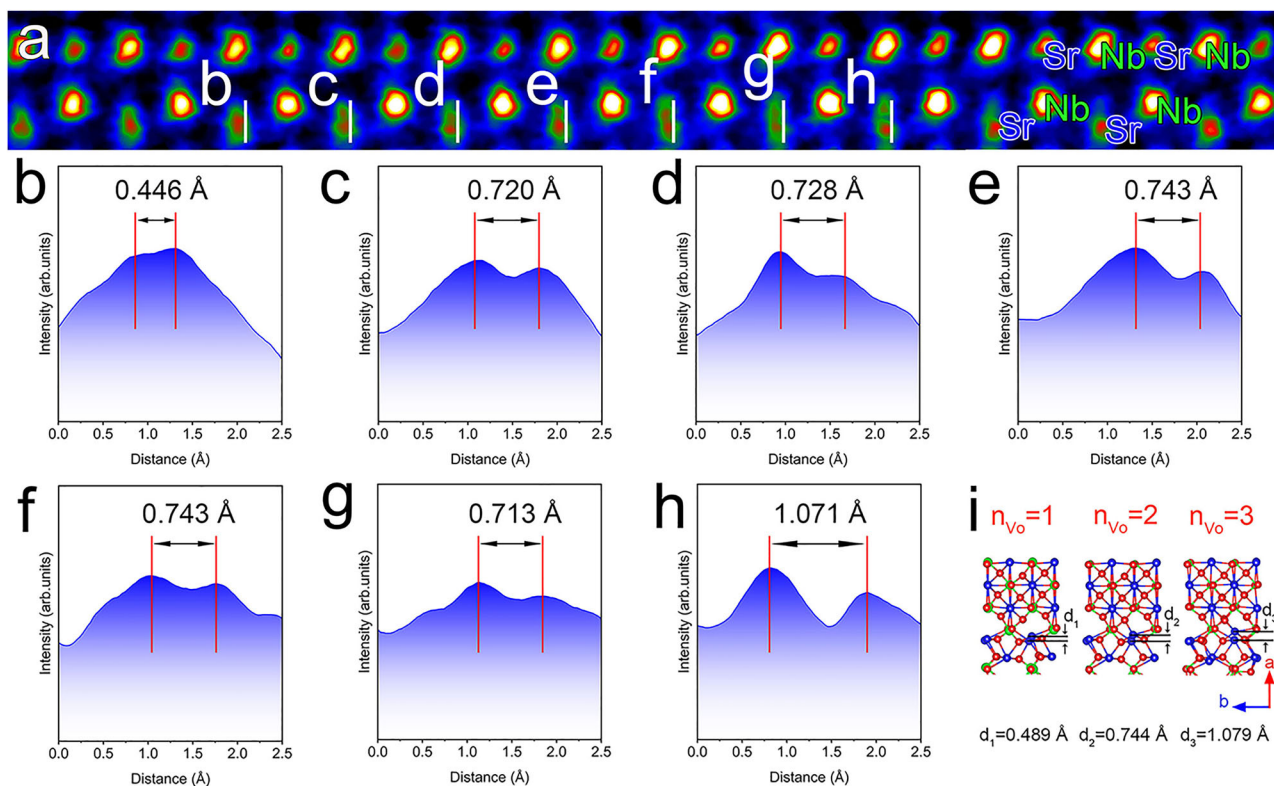 a
b c d e f g h
Sr Nb Sr Nb
Sr Nb Sr Nb
b
0.446 Å
Intensity (arb.units)
0.0 0.5 1.0 1.5 2.0 2.5
Distance (Å)
c
0.720 Å
Intensity (arb.units)
0.0 0.5 1.0 1.5 2.0 2.5
Distance (Å)
d
0.728 Å
Intensity (arb.units)
0.0 0.5 1.0 1.5 2.0 2.5
Distance (Å)
e
0.743 Å
Intensity (arb.units)
0.0 0.5 1.0 1.5 2.0 2.5
Distance (Å)
f
0.743 Å
Intensity (arb.units)
0.0 0.5 1.0 1.5 2.0 2.5
Distance (Å)
g
0.713 Å
Intensity (arb.units)
0.0 0.5 1.0 1.5 2.0 2.5
Distance (Å)
h
1.071 Å
Intensity (arb.units)
0.0 0.5 1.0 1.5 2.0 2.5
Distance (Å)
i
n_Vo=1 n_Vo=2 n_Vo=3
d₁ d₂
a
b
d₁=0.489 Å d₂=0.744 Å d₃=1.079 Å